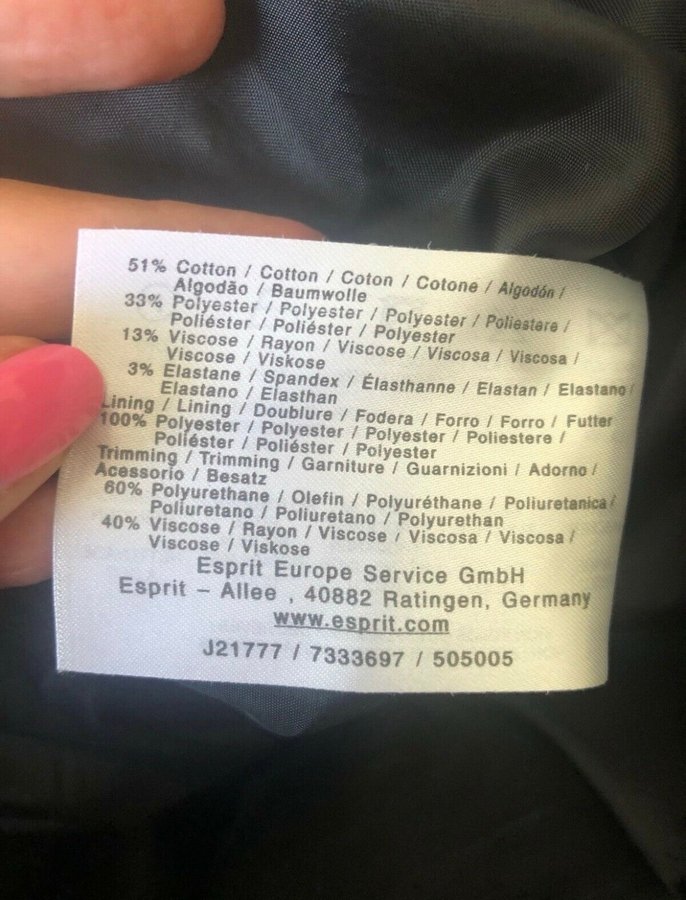 51% Cotton / Cotton / Coton / Cotone / Algodón /
Algodão / Baumwolle
33% Polyester / Polyester / Polyester / Poliestere /
Poliéster / Poliéster / Polyester
13% Viscose / Rayon / Viscose / Viscosa / Viscosa /
Viscose / Viskose
3% Elastane / Spandex / Élasthanne / Elastan / Elastano /
Elastano / Elasthan
Lining / Lining / Doublure / Fodera / Forro / Forro / Futter
100% Polyester / Polyester / Polyester / Poliestere /
Poliéster / Poliéster / Polyester
Trimming / Trimming / Garniture / Guarnizioni / Adorno /
Acessorio / Besatz
60% Polyurethane / Olefin / Polyuréthane / Poliuretanica /
Poliuretano / Poliuretano / Polyurethan
40% Viscose / Rayon / Viscose / Viscosa / Viscosa /
Viscose / Viskose
Esprit Europe Service GmbH
Esprit – Allee , 40882 Ratingen, Germany
www.esprit.com
J21777 / 7333697 / 505005